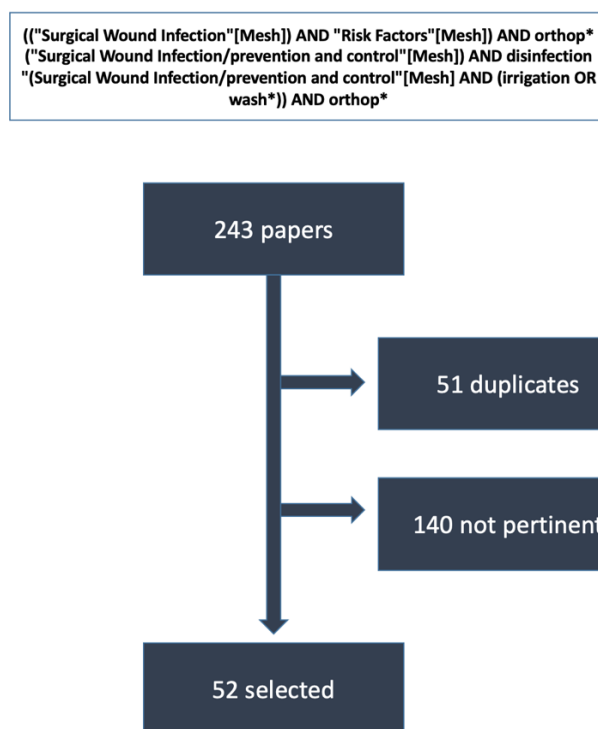 (("Surgical Wound Infection"[Mesh]) AND "Risk Factors"[Mesh]) AND orthop*
("Surgical Wound Infection/prevention and control"[Mesh]) AND disinfection
"(Surgical Wound Infection/prevention and control"[Mesh] AND (irrigation OR
wash*)) AND orthop*
243 papers
51 duplicates
140 not pertinent
52 selected